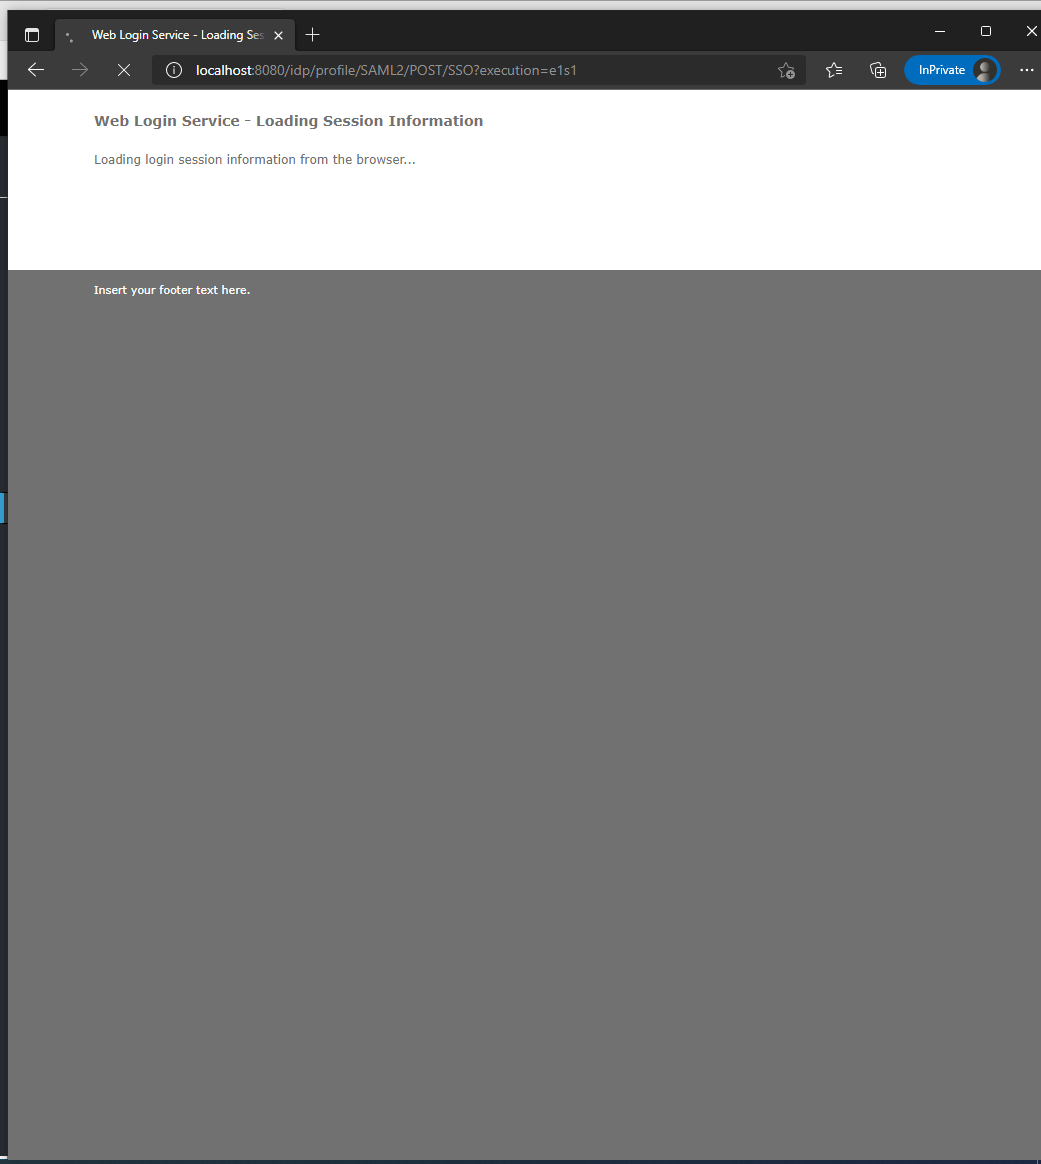 Web Login Service - Loading Ses
localhost:8080/idp/profile/SAML2/POST/SSO?execution=e1s1
InPrivate
Web Login Service - Loading Session Information
Loading login session information from the browser...
Insert your footer text here.